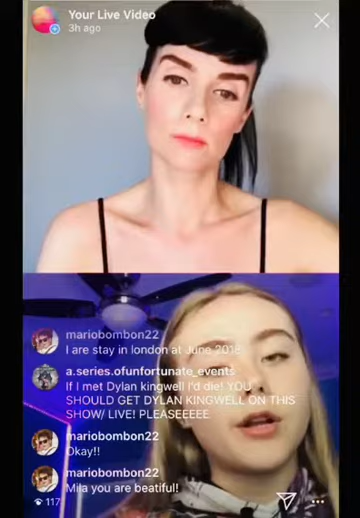 Your Live Video
3h ago
mariobombon22
I are stay in london at June 2018
a.series.ofunfortunate_events
If I met Dylan kingwell I'd die! YOU
SHOULD GET DYLAN KINGWELL ON THIS
SHOW/ LIVE! PLEASEEEEE
mariobombon22
Okay!!
mariobombon22
Mila you are beatiful!
117